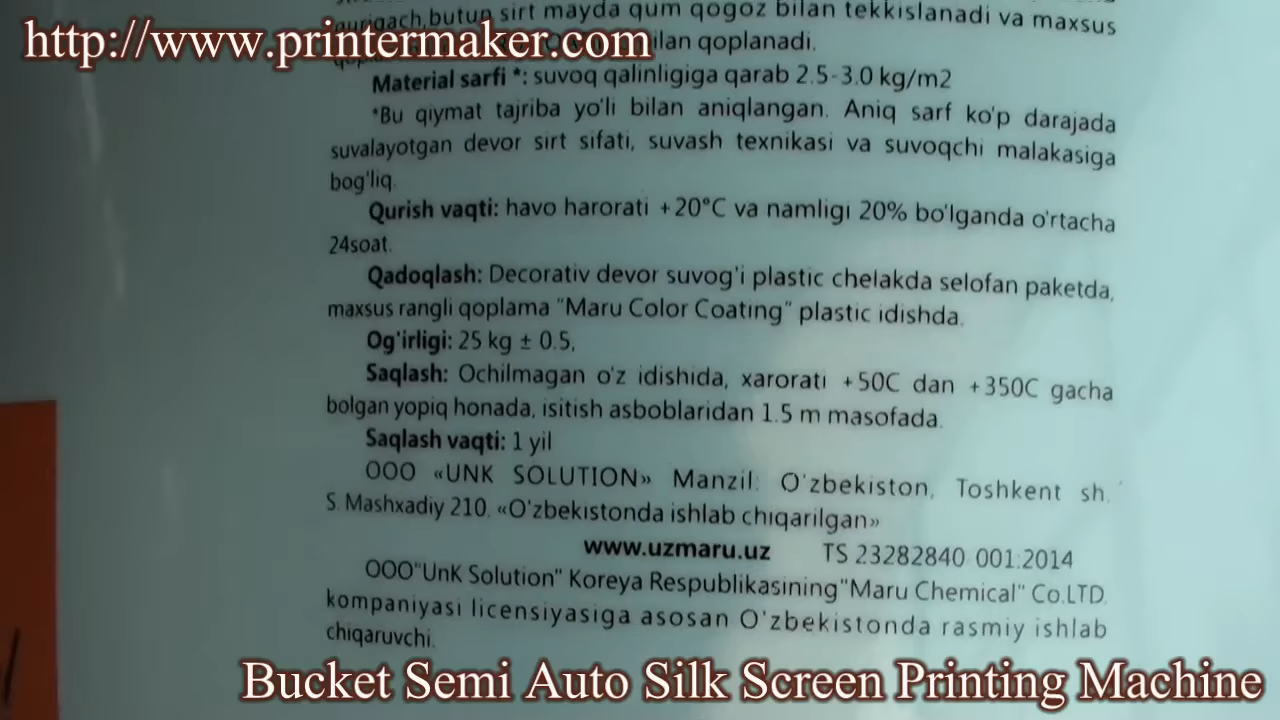 qurigach,butun sirt mayda qum qogoz bilan tekkislanadi va maxsus
http://www.printermaker.com
ilan qoplanadi.
Material sarfi *: suvoq qalinligiga qarab 2.5-3.0 kg/m2
*Bu qiymat tajriba yo'li bilan aniqlangan. Aniq sarf ko'p darajada
suvalayotgan devor sirt sifati, suvash texnikasi va suvoqchi malakasiga
bog'liq.
Qurish vaqti: havo harorati +20°C va namligi 20% bo'lganda o'rtacha
24soat.
Qadoqlash: Decorativ devor suvog'i plastic chelakda selofan paketda,
maxsus rangli qoplama "Maru Color Coating" plastic idishda.
Og'irligi: 25 kg ± 0.5,
Saqlash: Ochilmagan o'z idishida, xarorati +50C dan +350C gacha
bolgan yopiq honada, isitish asboblaridan 1.5 m masofada.
Saqlash vaqti: 1 yil
OOO «UNK SOLUTION» Manzil: O'zbekiston, Toshkent sh.
S. Mashxadiy 210. «O'zbekistonda ishlab chiqarilgan»
www.uzmaru.uz TS 23282840 001:2014
OOO"UnK Solution" Koreya Respublikasining"Maru Chemical" Co.LTD.
kompaniyasi licensiyasiga asosan O'zbekistonda rasmiy ishlab
chiqaruvchi.
Bucket Semi Auto Silk Screen Printing Machine